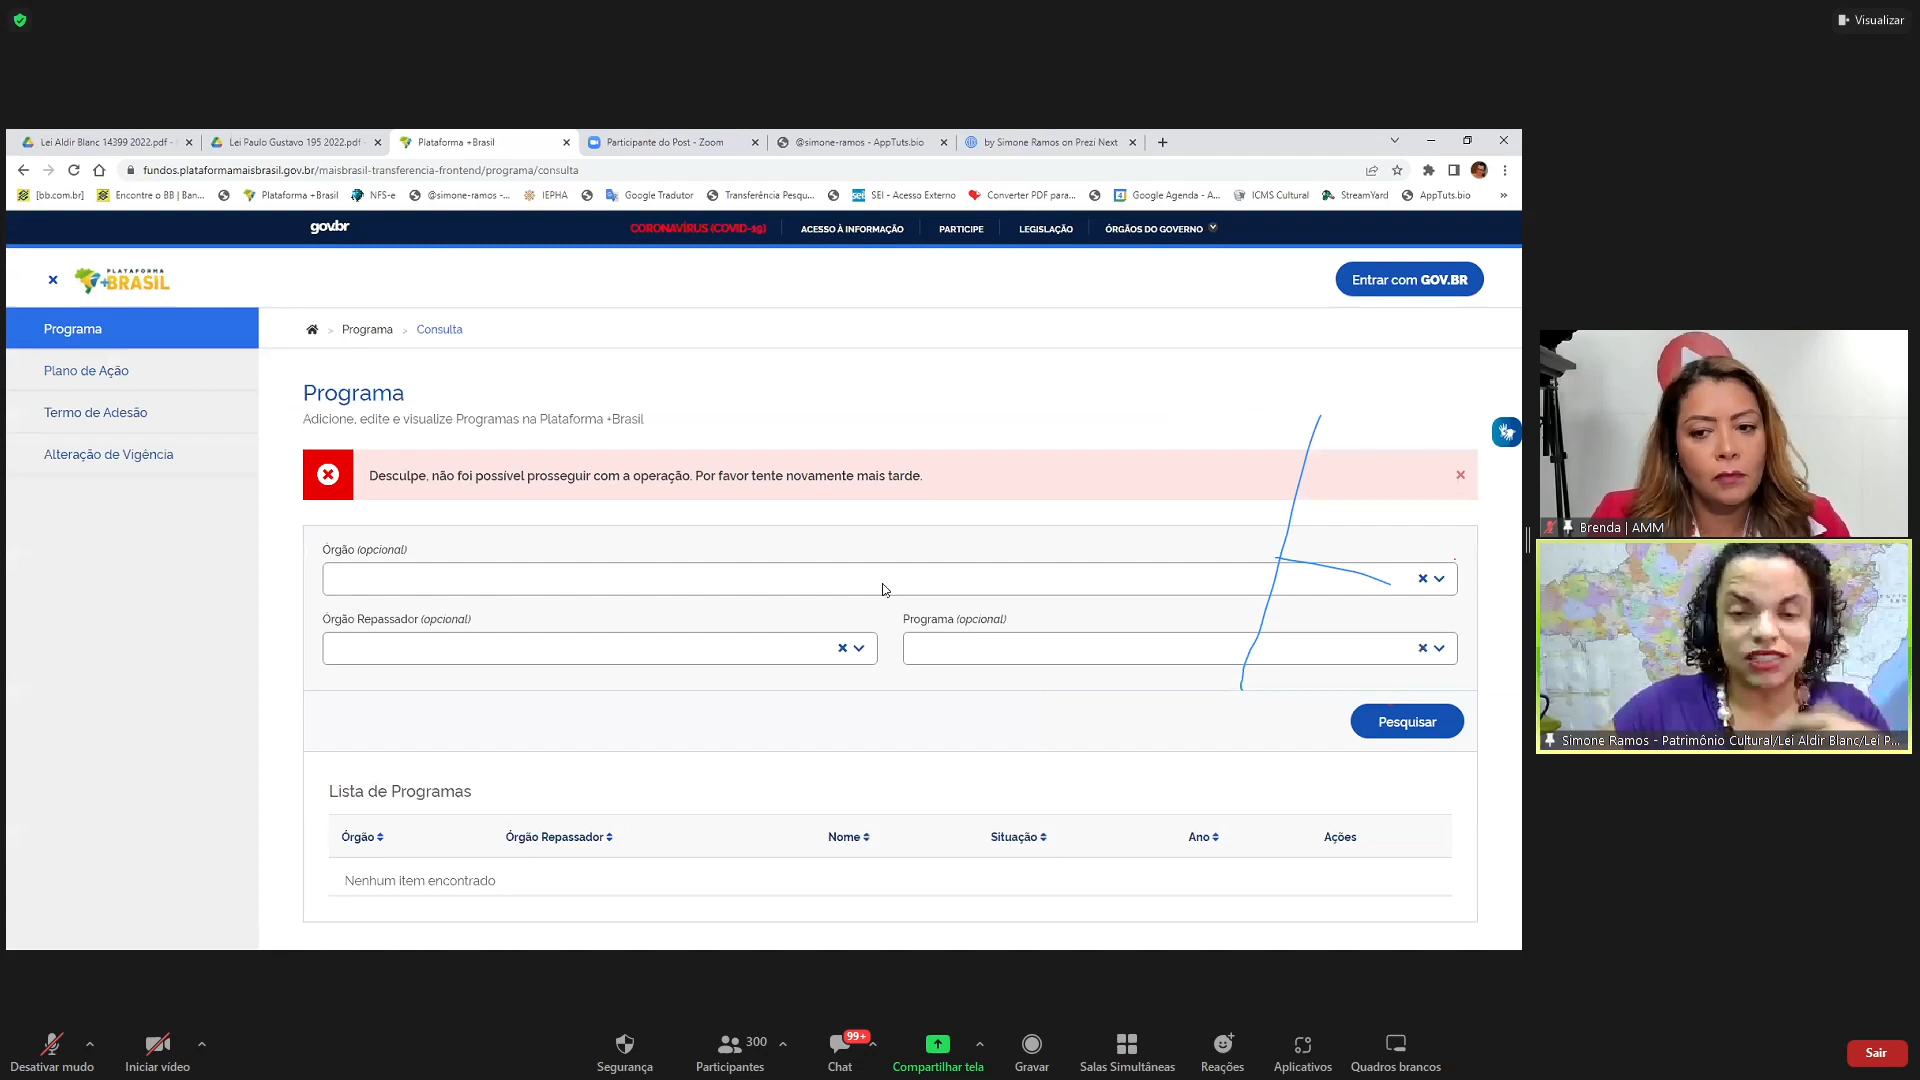 Visualizar
Lei Aldir Blanc 14399 2022.pdf -
Lei Paulo Gustavo 195 2022.pdf
Plataforma +Brasil
Participante do Post - Zoom
@simone-ramos - AppTuts.bio
by Simone Ramos on Prezi Next
fundos.plataformamaisbrasil.gov.br/maisbrasil-transferencia-frontend/programa/consulta
[bb.com.br]
Encontre o BB | Ban...
Plataforma +Brasil
NFS-e
@simone-ramos -...
IEPHA
Google Tradutor
Transferência Pesqu...
SEI - Acesso Externo
Converter PDF para...
Google Agenda - A...
ICMS Cultural
StreamYard
AppTuts.bio
gov.br
CORONAVÍRUS (COVID-19)
ACESSO À INFORMAÇÃO
PARTICIPE
LEGISLAÇÃO
ÓRGÃOS DO GOVERNO
PLATAFORMA
+BRASIL
Entrar com GOV.BR
Programa
Plano de Ação
Termo de Adesão
Alteração de Vigência
Programa > Consulta
Programa
Adicione, edite e visualize Programas na Plataforma +Brasil
Desculpe, não foi possível prosseguir com a operação. Por favor tente novamente mais tarde.
Órgão (opcional)
Órgão Repassador (opcional)
Programa (opcional)
Pesquisar
Lista de Programas
Órgão
Órgão Repassador
Nome
Situação
Ano
Ações
Nenhum item encontrado
Brenda | AMM
Simone Ramos - Patrimônio Cultural/Lei Aldir Blanc/Lei P...
Desativar mudo
Iniciar vídeo
Segurança
300
Participantes
99+
Chat
Compartilhar tela
Gravar
Salas Simultâneas
Reações
Aplicativos
Quadros brancos
Sair